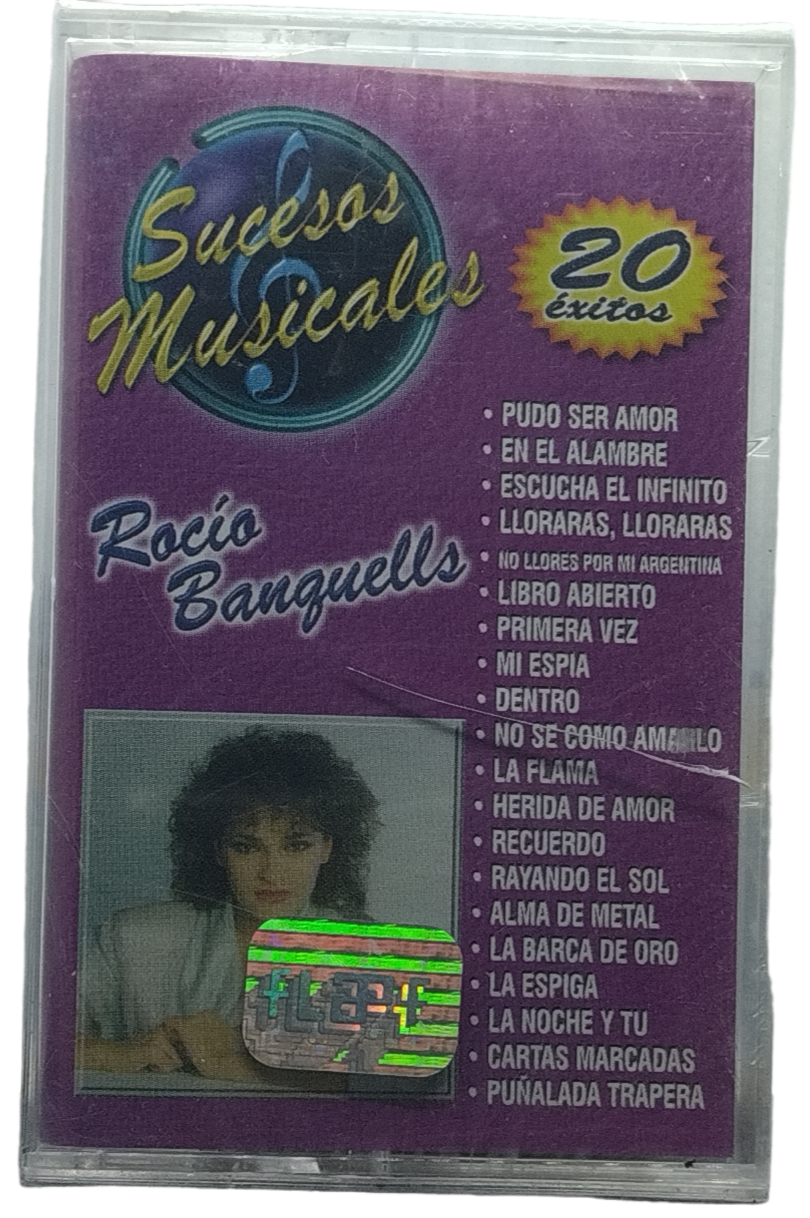 Sucesos
Musicales
20
éxitos
Rocío
Banquells
• PUDO SER AMOR
• EN EL ALAMBRE
• ESCUCHA EL INFINITO
• LLORARAS, LLORARAS
• NO LLORES POR MI ARGENTINA
• LIBRO ABIERTO
• PRIMERA VEZ
• MI ESPIA
• DENTRO
• NO SE COMO AMARLO
• LA FLAMA
• HERIDA DE AMOR
• RECUERDO
• RAYANDO EL SOL
• ALMA DE METAL
• LA BARCA DE ORO
• LA ESPIGA
• LA NOCHE Y TU
• CARTAS MARCADAS
• PUÑALADA TRAPERA